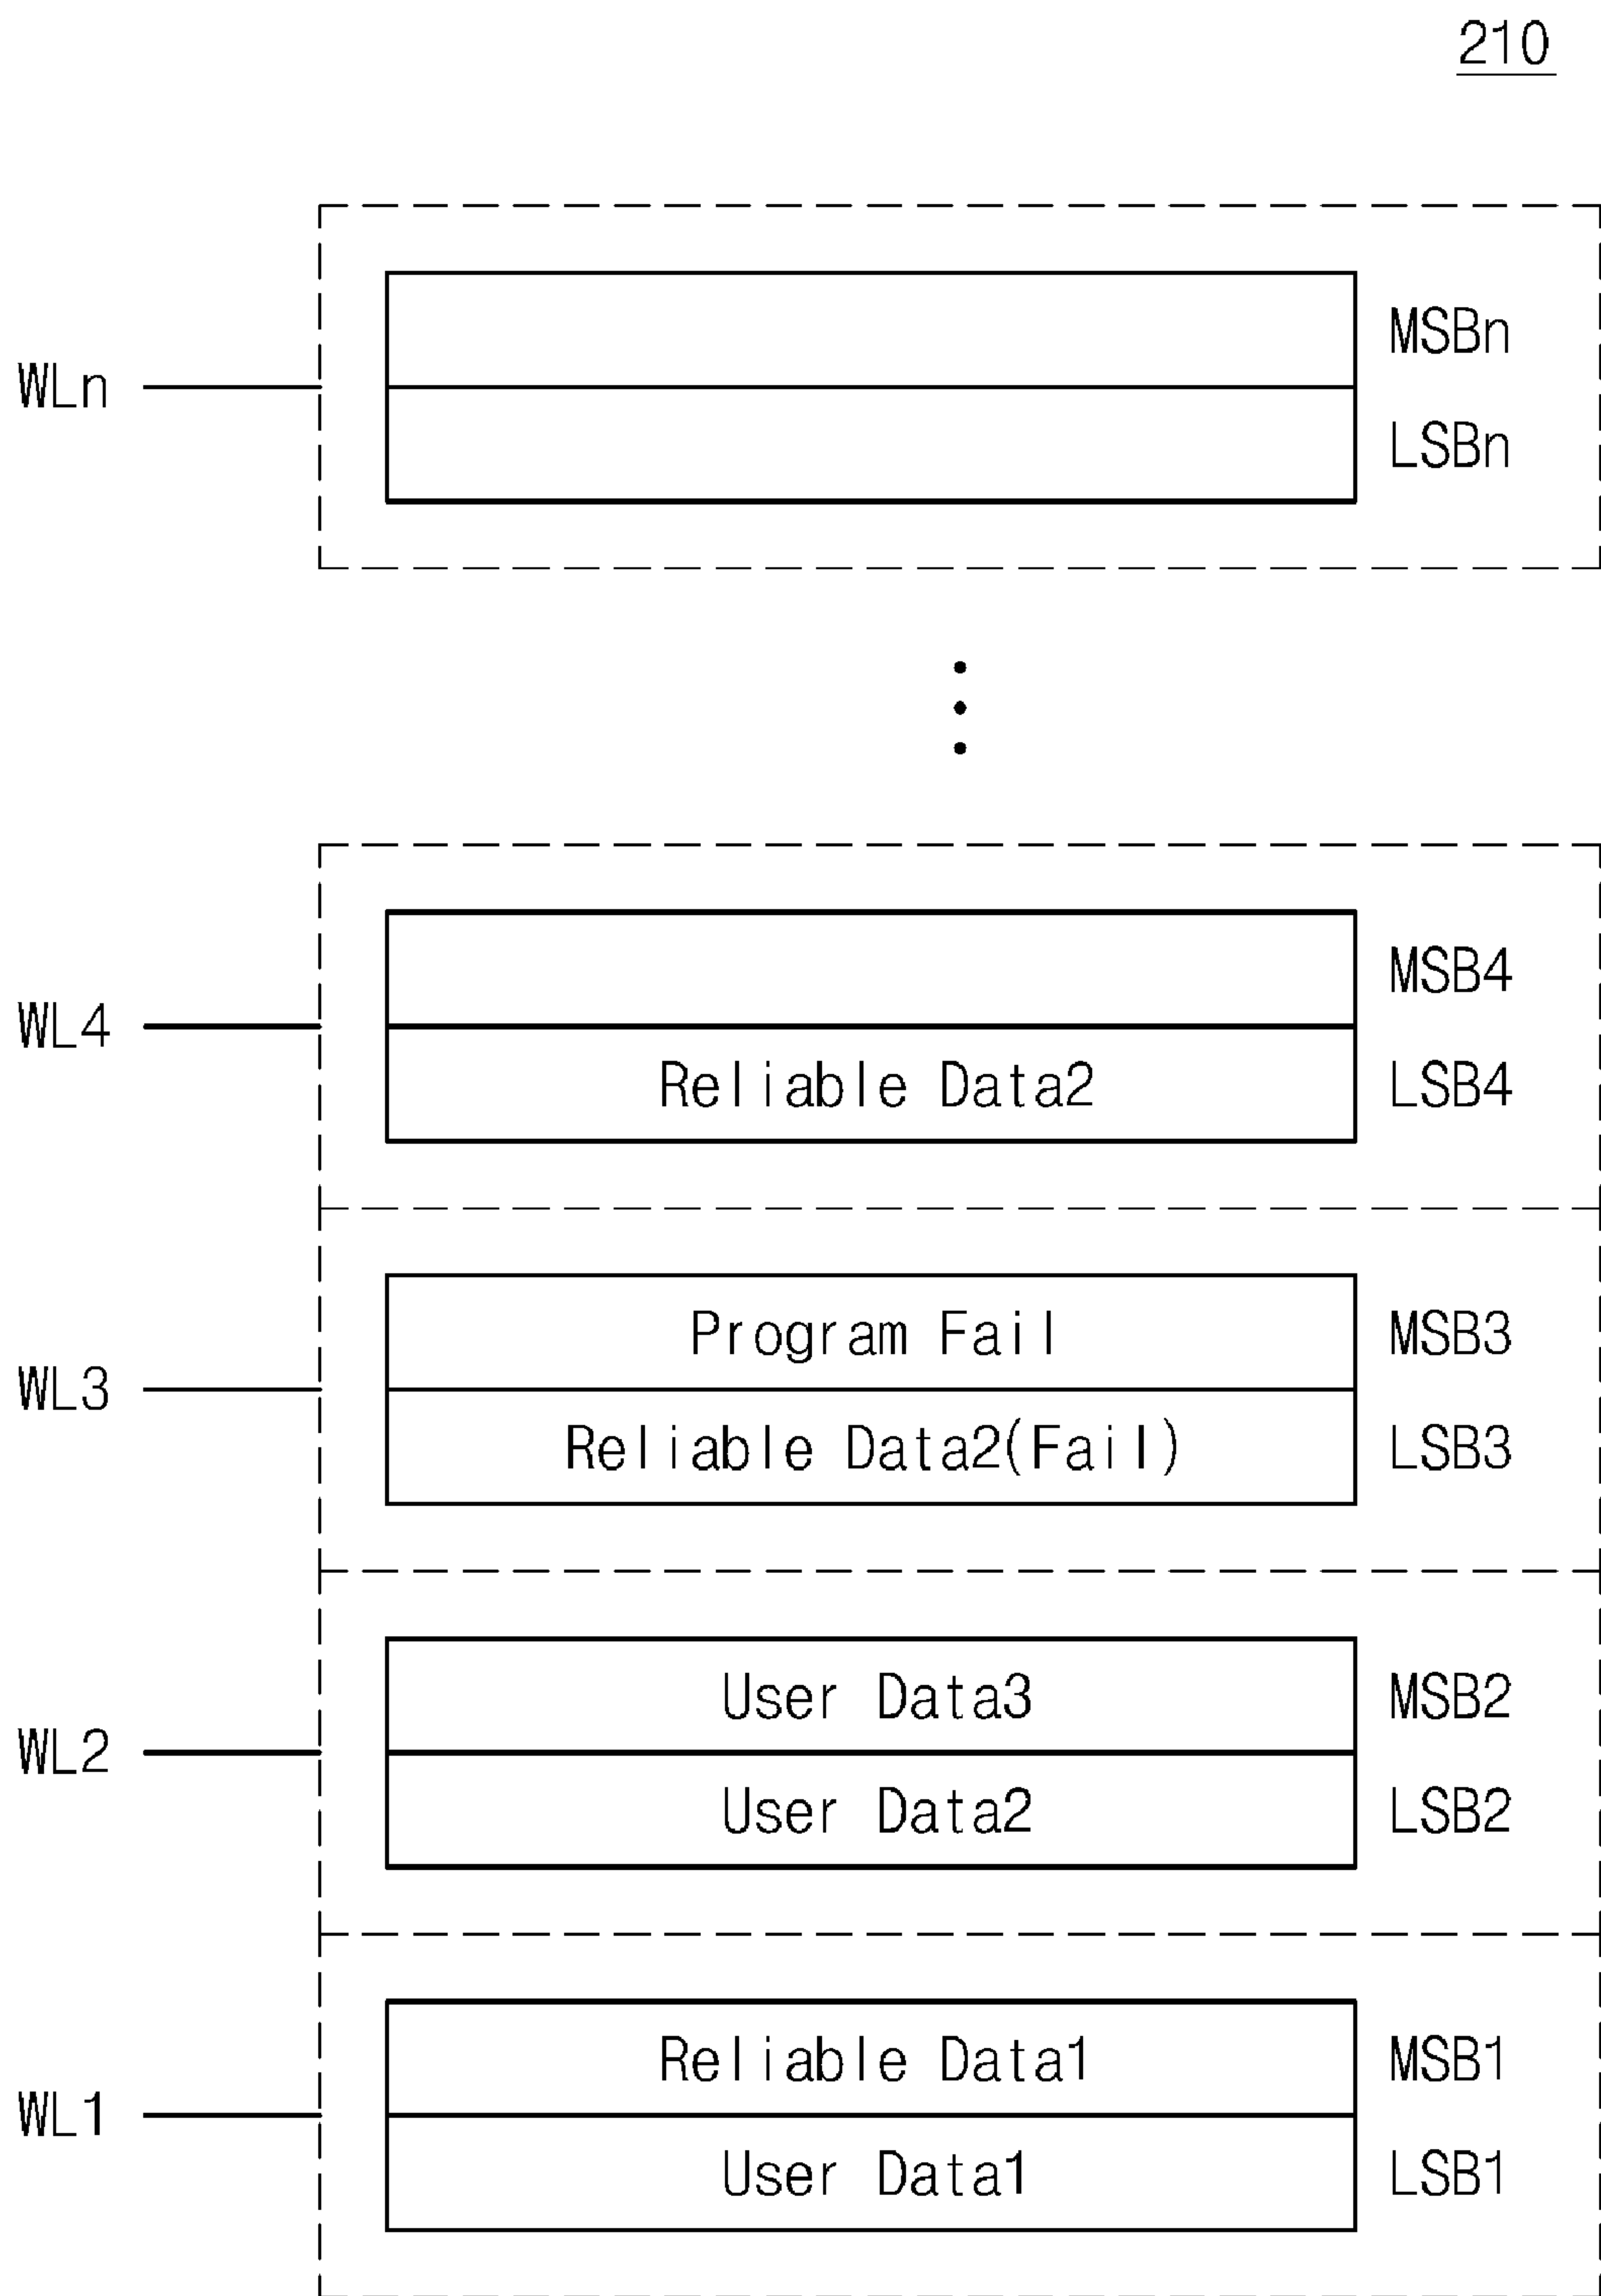 210
MSBn
WLn
LSBn
MSB4
WL4
Reliable Data2 LSB4
Program Fail MSB3
WL3
Reliable Data2(Fail) LSB3
User Data3 MSB2
WL2
User Data2 LSB2
Reliable Data1 MSB1
WL1
User Data1 LSB1